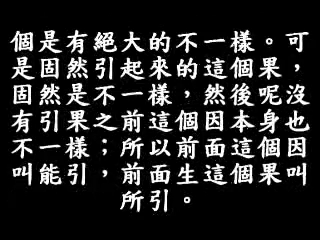 個是有絕大的不一樣。可
是固然引起來的這個果，
固然是不一樣，然後呢沒
有引果之前這個因本身也
不一樣；所以前面這個因
叫能引，前面生這個果叫
所引。